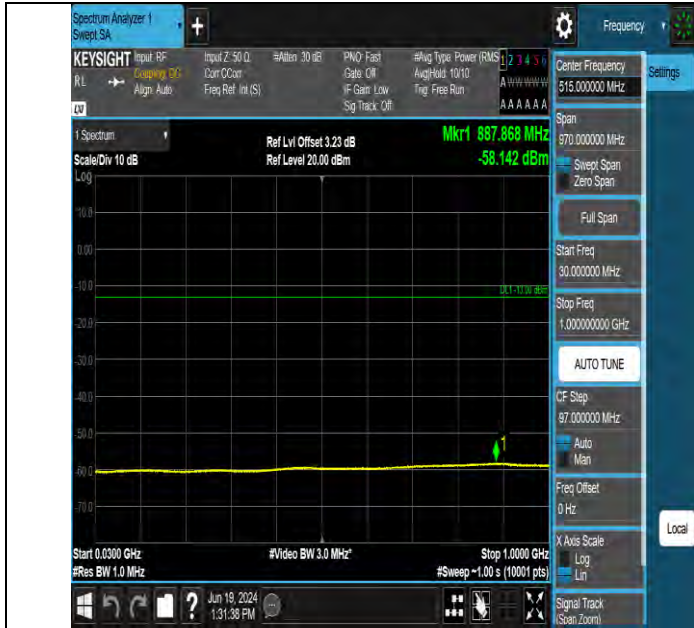 Spectrum Analyzer 1
Swept SA
Frequency
KEYSIGHT
RL
LXI
Input: RF
Coupling: DC
Align: Auto
Input Z: 50 Ω
Corr CCorr
Freq Ref: Int (S)
#Atten: 30 dB
PNO: Fast
Gate: Off
IF Gain: Low
Sig Track: Off
#Avg Type: Power (RMS
Avg|Hold: 10/10
Trig: Free Run
1 2 3 4 5 6
A W W W W W
A A A A A A
1 Spectrum
Scale/Div 10 dB
Log
Ref Lvl Offset 3.23 dB
Ref Level 20.00 dBm
Mkr1 887.868 MHz
-58.142 dBm
10.0
0.00
-10.0
DL1 -13.00 dBm
-30.0
-50.0
-60.0
-70.0
1
Start 0.0300 GHz
#Res BW 1.0 MHz
#Video BW 3.0 MHz*
Stop 1.0000 GHz
#Sweep ~1.00 s (10001 pts)
Jun 19, 2024
1:31:38 PM
Center Frequency
515.000000 MHz
Settings
Span
970.000000 MHz
Swept Span
Zero Span
Full Span
Start Freq
30.000000 MHz
Stop Freq
1.000000000 GHz
AUTO TUNE
CF Step
97.000000 MHz
Auto
Man
Freq Offset
0 Hz
X Axis Scale
Log
Lin
Local
Signal Track
(Span Zoom)